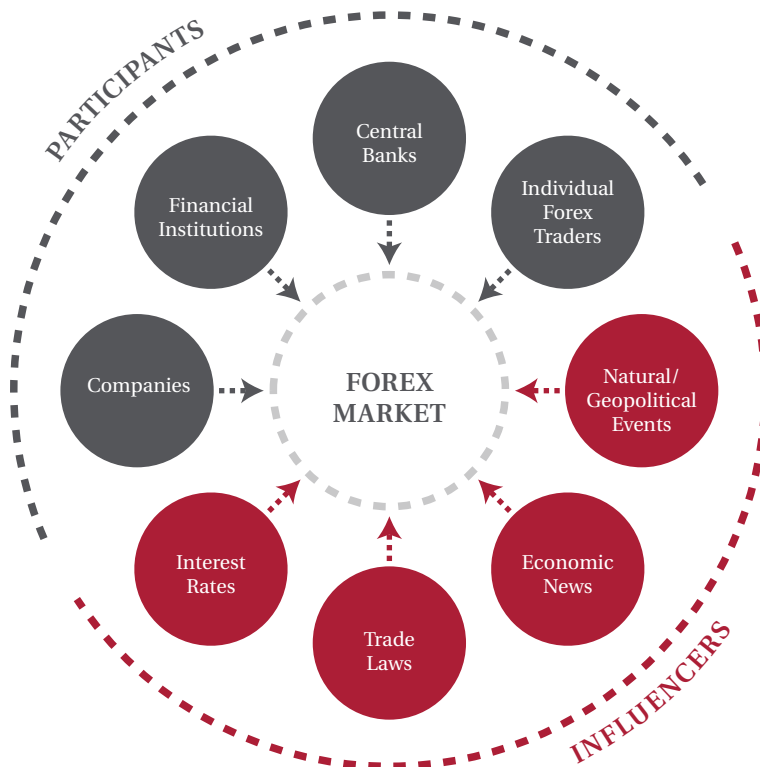 PARTICIPANTS
Central
Banks
Financial
Institutions
Individual
Forex
Traders
Companies
FOREX
MARKET
Natural/
Geopolitical
Events
Interest
Rates
Economic
News
Trade
Laws
INFLUENCERS